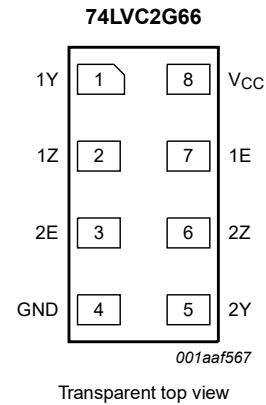 74LVC2G66
1Y 1 8 VCC
1Z 2 7 1E
2E 3 6 2Z
GND 4 5 2Y
001aaf567
Transparent top view